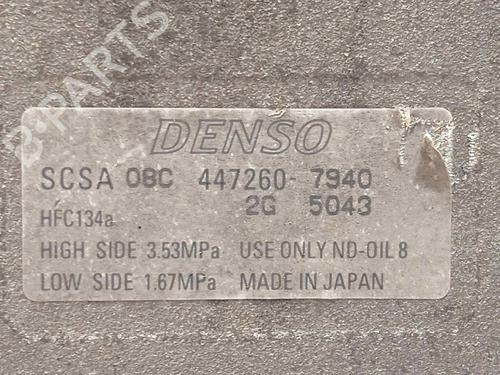 B-PARTS
DENSO
SCSA 08C 447260-7940
2G 5043
HFC134a
HIGH SIDE 3.53MPa USE ONLY ND-OIL 8
LOW SIDE 1.67MPa MADE IN JAPAN